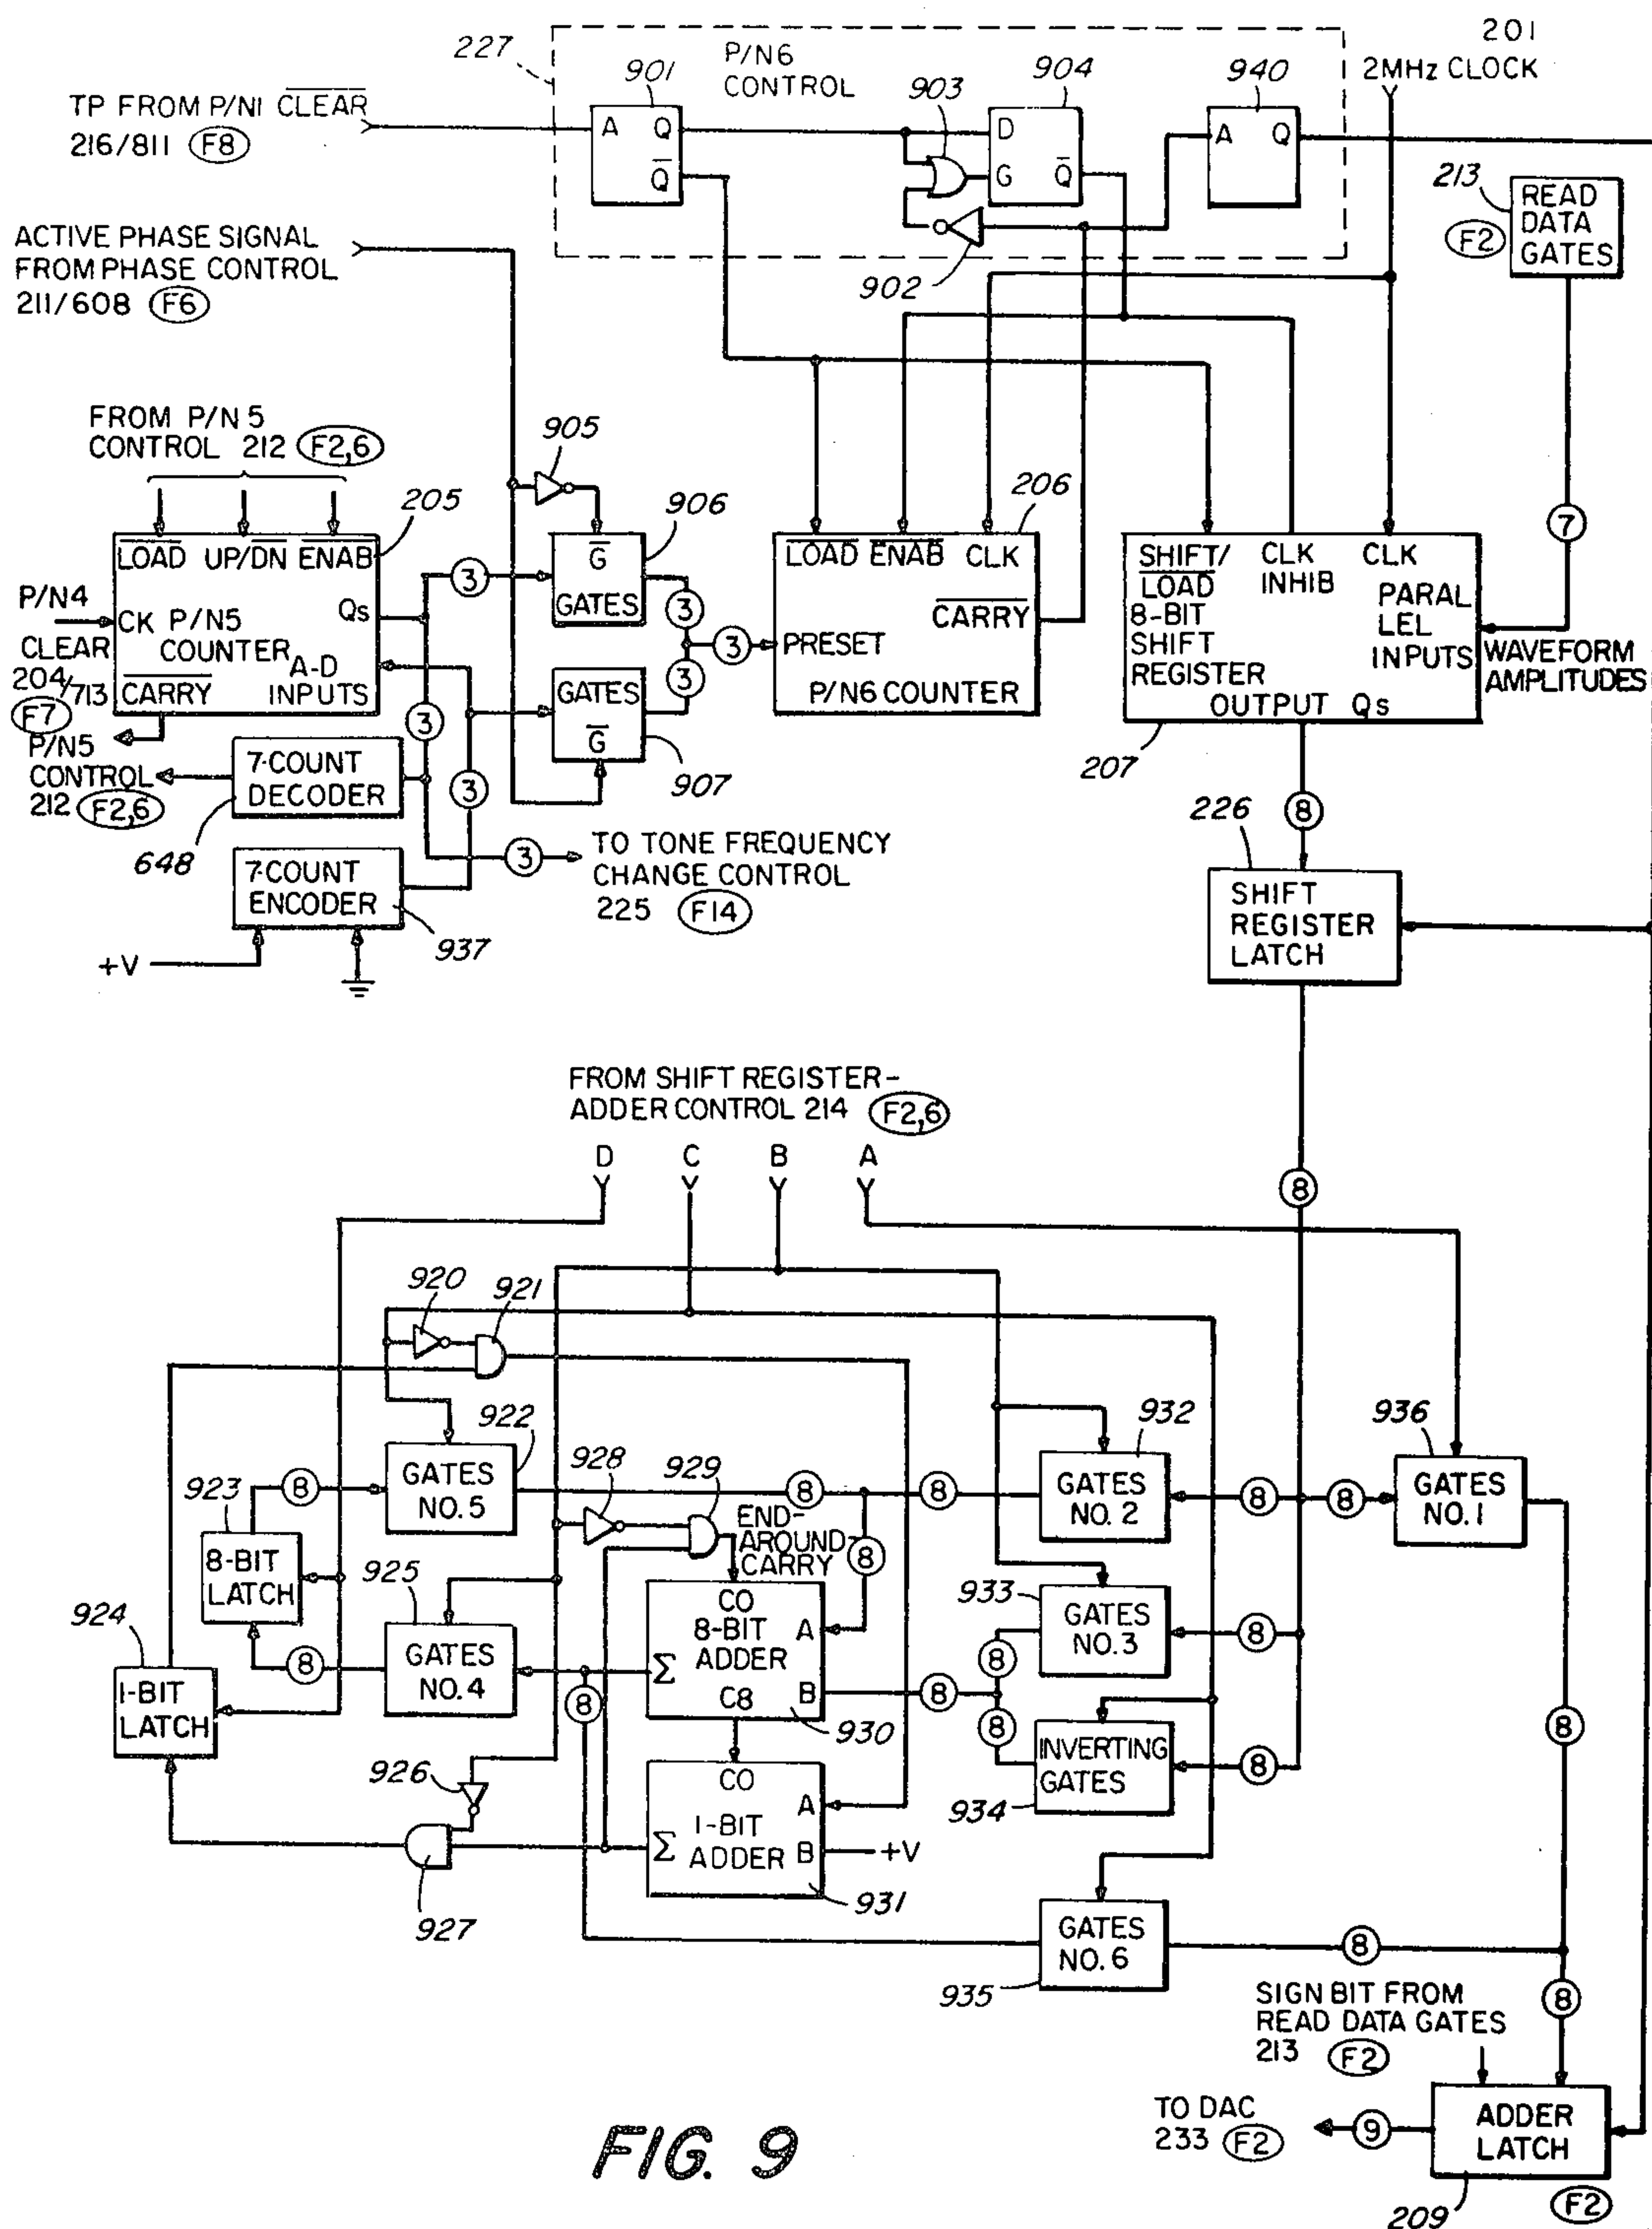 201
227
P/N6
CONTROL
901
903
904
940
2MHz CLOCK
TP FROM P/N1 CLEAR
216/811 F8
A Q
Q
D
G Q
A Q
902
213
READ
DATA
GATES
F2
ACTIVE PHASE SIGNAL
FROM PHASE CONTROL
211/608 F6
FROM P/N 5
CONTROL 212 F2,6
905
906
206
205
7
LOAD UP/DN ENAB
G
GATES
LOAD ENAB CLK
SHIFT/
LOAD
8-BIT
SHIFT
REGISTER
CLK
INHIB
CLK
PARAL
LEL
INPUTS
WAVEFORM
AMPLITUDES
P/N4
CLEAR
204/713
F7
CK P/N5
COUNTER
Qs
A-D
INPUTS
CARRY
3
3
3
3
PRESET
CARRY
P/N6 COUNTER
OUTPUT Qs
GATES
G
907
207
P/N5
CONTROL
212 F2,6
7-COUNT
DECODER
648
3
3
8
226
3
TO TONE FREQUENCY
CHANGE CONTROL
225 F14
7-COUNT
ENCODER
937
+V
SHIFT
REGISTER
LATCH
FROM SHIFT REGISTER-
ADDER CONTROL 214 F2,6
D C B A
8
920
921
922
928
929
932
936
923
8
GATES
NO. 5
8
8
GATES
NO. 2
8
8
GATES
NO. 1
END-
AROUND
CARRY
8
8-BIT
LATCH
925
924
933
GATES
NO. 3
8
8
GATES
NO. 4
8
8
CO
8-BIT
ADDER
A
Σ
C8
B
930
8
8
8
1-BIT
LATCH
INVERTING
GATES
934
8
8
926
CO
1-BIT
ADDER
A
Σ
B
+V
931
927
GATES
NO. 6
935
8
8
SIGN BIT FROM
READ DATA GATES
213 F2
TO DAC
233 F2
9
ADDER
LATCH
209
F2
FIG. 9